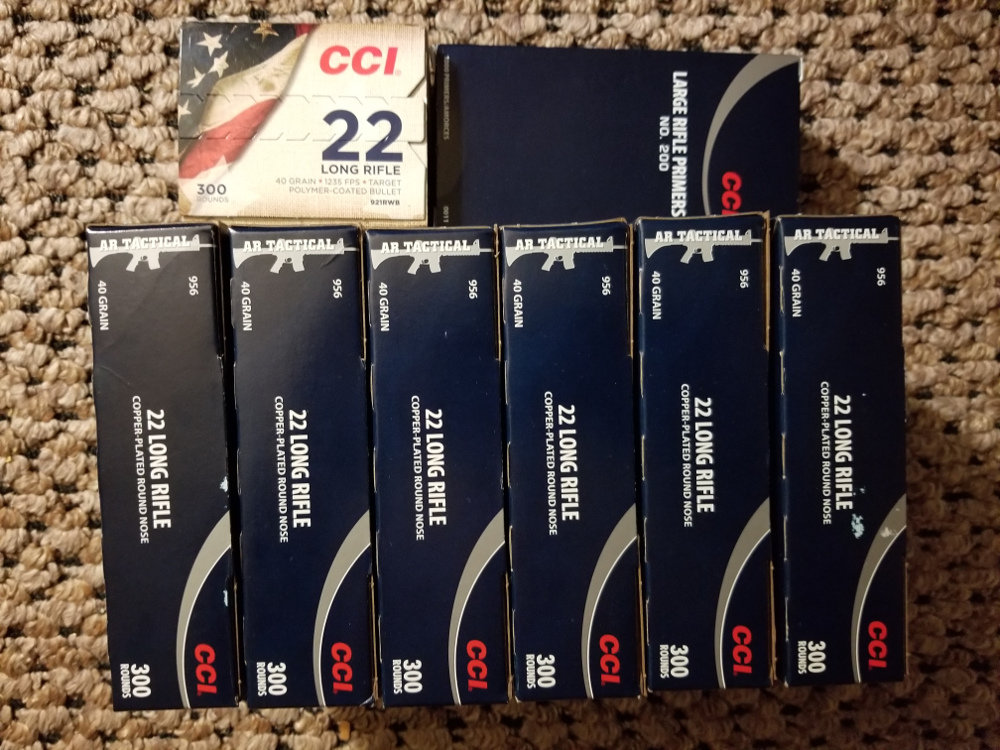 CCI
22
LONG RIFLE
40 GRAIN • 1235 FPS • TARGET
POLYMER-COATED BULLET
921RWB
300
ROUNDS
LARGE RIFLE PRIMERS
NO. 200
CCI
AR TACTICAL
956
40 GRAIN
22 LONG RIFLE
COPPER-PLATED ROUND NOSE
CCI
300
ROUNDS
AR TACTICAL
956
40 GRAIN
22 LONG RIFLE
COPPER-PLATED ROUND NOSE
CCI
300
ROUNDS
AR TACTICAL
956
40 GRAIN
22 LONG RIFLE
COPPER-PLATED ROUND NOSE
CCI
300
ROUNDS
AR TACTICAL
956
40 GRAIN
22 LONG RIFLE
COPPER-PLATED ROUND NOSE
CCI
300
ROUNDS
AR TACTICAL
956
40 GRAIN
22 LONG RIFLE
COPPER-PLATED ROUND NOSE
CCI
300
ROUNDS
AR TACTICAL
956
40 GRAIN
22 LONG RIFLE
COPPER-PLATED ROUND NOSE
CCI
300
ROUNDS